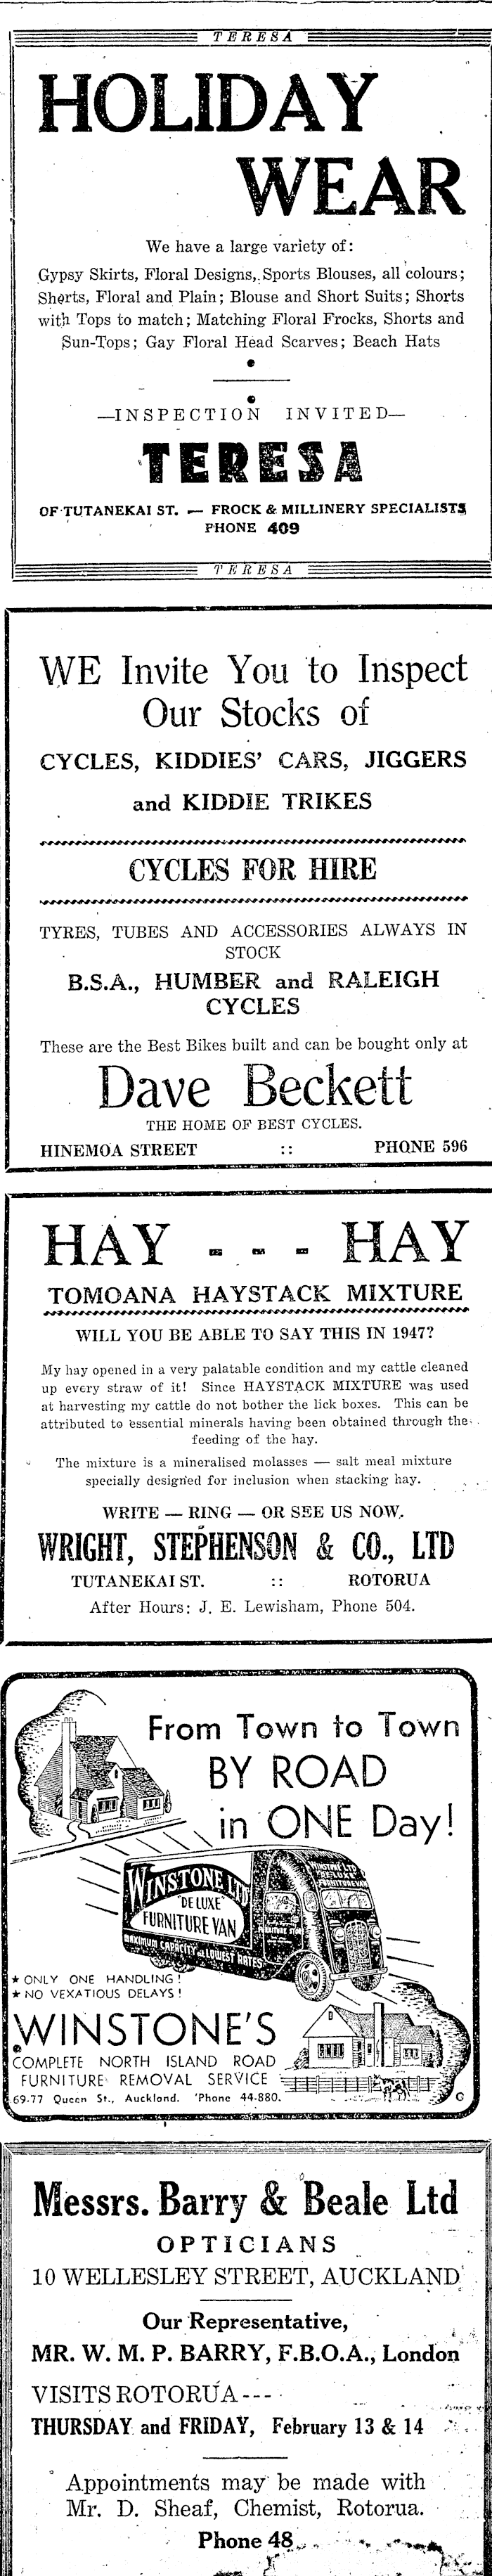 TERESA
HOLIDAY
WEAR
We have a large variety of:
Gypsy Skirts, Floral Designs, Sports Blouses, all colours;
Shorts, Floral and Plain; Blouse and Short Suits; Shorts
with Tops to match; Matching Floral Frocks, Shorts and
Sun-Tops; Gay Floral Head Scarves; Beach Hats
—INSPECTION INVITED—
TERESA
OF TUTANEKAI ST. — FROCK & MILLINERY SPECIALISTS
PHONE 409
TERESA
WE Invite You to Inspect
Our Stocks of
CYCLES, KIDDIES' CARS, JIGGERS
and KIDDIE TRIKES
CYCLES FOR HIRE
TYRES, TUBES AND ACCESSORIES ALWAYS IN
STOCK
B.S.A., HUMBER and RALEIGH
CYCLES
These are the Best Bikes built and can be bought only at
Dave Beckett
THE HOME OF BEST CYCLES.
HINEMOA STREET :: PHONE 596
HAY - - - HAY
TOMOANA HAYSTACK MIXTURE
WILL YOU BE ABLE TO SAY THIS IN 1947?
My hay opened in a very palatable condition and my cattle cleaned
up every straw of it! Since HAYSTACK MIXTURE was used
at harvesting my cattle do not bother the lick boxes. This can be
attributed to essential minerals having been obtained through the
feeding of the hay.
The mixture is a mineralised molasses — salt meal mixture
specially designed for inclusion when stacking hay.
WRITE — RING — OR SEE US NOW.
WRIGHT, STEPHENSON & CO., LTD
TUTANEKAI ST. :: ROTORUA
After Hours: J. E. Lewisham, Phone 504.
From Town to Town
BY ROAD
in ONE Day!
WINSTONE LTD
"DE LUXE"
FURNITURE VAN
MAXIMUM CAPACITY - LOWEST RATES
★ ONLY ONE HANDLING!
★ NO VEXATIOUS DELAYS!
WINSTONE'S
COMPLETE NORTH ISLAND ROAD
FURNITURE REMOVAL SERVICE
69-77 Queen St., Auckland. 'Phone 44-880.
Messrs. Barry & Beale Ltd
OPTICIANS
10 WELLESLEY STREET, AUCKLAND
Our Representative,
MR. W. M. P. BARRY, F.B.O.A., London
VISITS ROTORUA---
THURSDAY and FRIDAY, February 13 & 14
Appointments may be made with
Mr. D. Sheaf, Chemist, Rotorua.
Phone 48